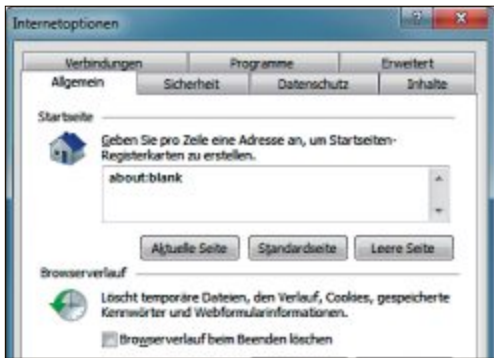 Internetoptionen
Verbindungen Programme Erweitert
Allgemein Sicherheit Datenschutz Inhalte
Startseite
Geben Sie pro Zeile eine Adresse an, um Startseiten-
Registerkarten zu erstellen.
about:blank
Aktuelle Seite Standardseite Leere Seite
Browserverlauf
Löscht temporäre Dateien, den Verlauf, Cookies, gespeicherte
Kennwörter und Webformularinformationen.
Browserverlauf beim Beenden löschen